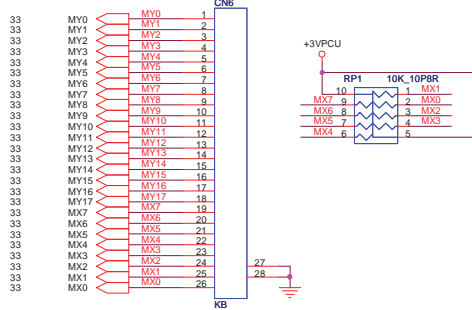 CN6
33 MY0 MY0 1
33 MY1 MY1 2
33 MY2 MY2 3
33 MY3 MY3 4
33 MY4 MY4 5
33 MY5 MY5 6
33 MY6 MY6 7
33 MY7 MY7 8
33 MY8 MY8 9
33 MY9 MY9 10
33 MY10 MY10 11
33 MY11 MY11 12
33 MY12 MY12 13
33 MY13 MY13 14
33 MY14 MY14 15
33 MY15 MY15 16
33 MY16 MY16 17
33 MY17 MY17 18
33 MX7 MX7 19
33 MX6 MX6 20
33 MX5 MX5 21
33 MX4 MX4 22
33 MX3 MX3 23
33 MX2 MX2 24
33 MX1 MX1 25
33 MX0 MX0 26
27
28
KB
+3VPCU
RP1 10K_10P8R
10 1 MX1
MX7 9 2 MX0
MX6 8 3 MX2
MX5 7 4 MX3
MX4 6 5